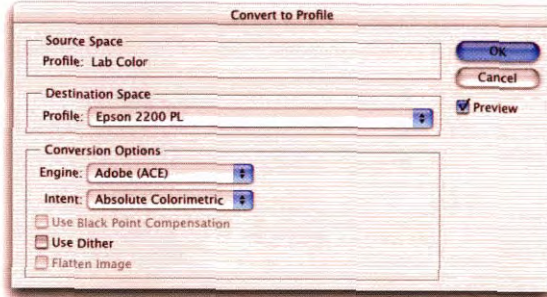 Convert to Profile
Source Space
Profile: Lab Color
OK
Cancel
Destination Space
Profile: Epson 2200 PL
Preview
Conversion Options
Engine: Adobe (ACE)
Intent: Absolute Colorimetric
Use Black Point Compensation
Use Dither
Flatten Image